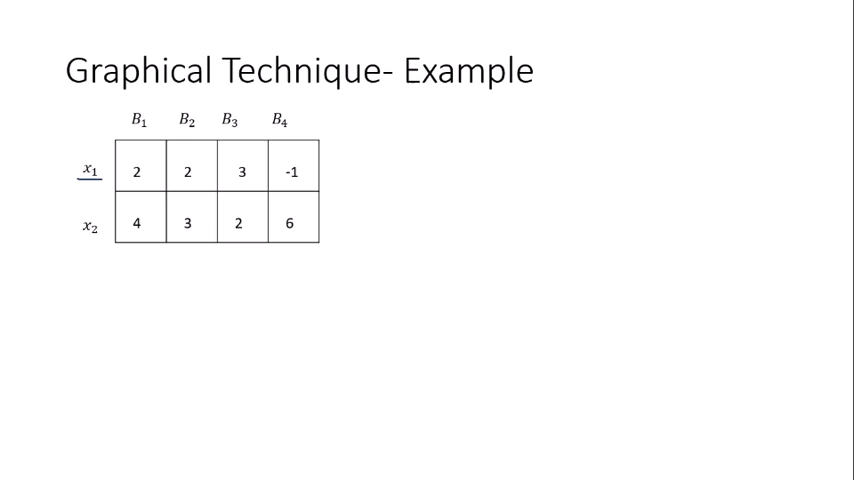 Graphical Technique- Example
B₁ B₂ B₃ B₄
x₁ 2 2 3 -1
x₂ 4 3 2 6